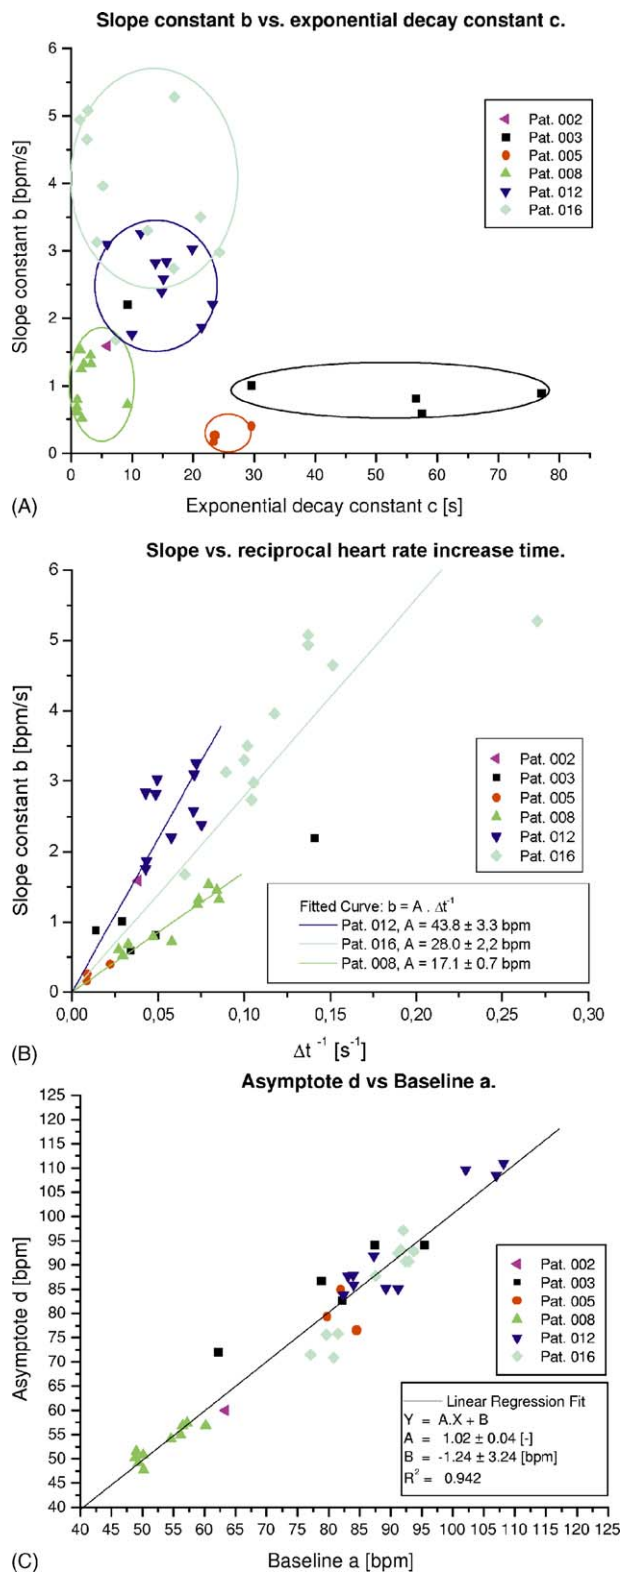 Slope constant b vs. exponential decay constant c.
6
5
4
3
2
1
0
Slope constant b [bpm/s]
Pat. 002
Pat. 003
Pat. 005
Pat. 008
Pat. 012
Pat. 016
0 10 20 30 40 50 60 70 80
Exponential decay constant c [s]
(A)
Slope vs. reciprocal heart rate increase time.
6
5
4
3
2
1
0
Slope constant b [bpm/s]
Pat. 002
Pat. 003
Pat. 005
Pat. 008
Pat. 012
Pat. 016
Fitted Curve: b = A . Δt⁻¹
Pat. 012, A = 43.8 ± 3.3 bpm
Pat. 016, A = 28.0 ± 2,2 bpm
Pat. 008, A = 17.1 ± 0.7 bpm
0,00 0,05 0,10 0,15 0,20 0,25 0,30
Δt ⁻¹ [s⁻¹]
(B)
Asymptote d vs Baseline a.
125
120
115
110
105
100
95
90
85
80
75
70
65
60
55
50
45
40
Asymptote d [bpm]
Pat. 002
Pat. 003
Pat. 005
Pat. 008
Pat. 012
Pat. 016
Linear Regression Fit
Y = A.X + B
A = 1.02 ± 0.04 [-]
B = -1.24 ± 3.24 [bpm]
R² = 0.942
40 45 50 55 60 65 70 75 80 85 90 95 100 105 110 115 120 125
Baseline a [bpm]
(C)